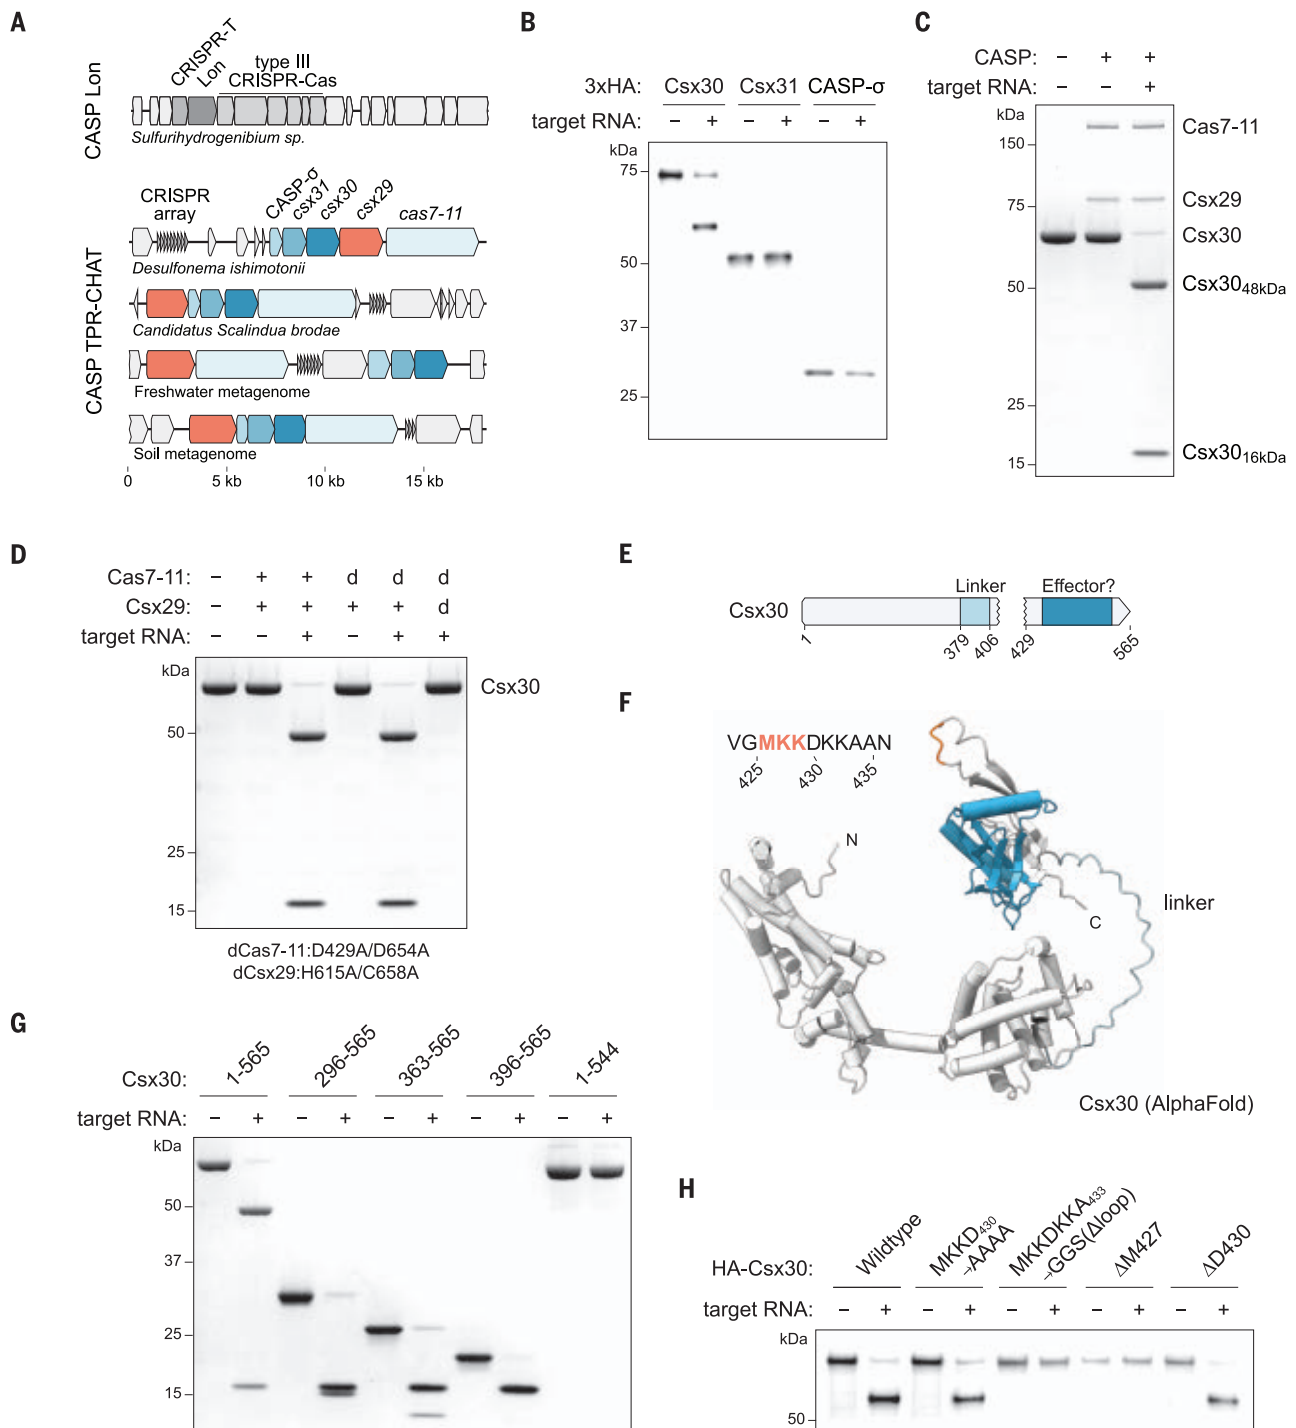 A
CASP Lon
CRISPR-T
Lon
type III
CRISPR-Cas
Sulfurihydrogenibium sp.
CASP TPR-CHAT
CRISPR
array
CASP-σ
csx31
csx30
csx29
cas7-11
Desulfonema ishimotonii
Candidatus Scalindua brodae
Freshwater metagenome
Soil metagenome
0 5 kb 10 kb 15 kb
B
3xHA: Csx30 Csx31 CASP-σ
target RNA: – + – + – +
kDa
75
50
37
25
C
CASP: – + +
target RNA: – – +
kDa
150
75
50
25
15
Cas7-11
Csx29
Csx30
Csx30₄₈kDa
Csx30₁₆kDa
D
Cas7-11: – + + d d d
Csx29: – + + + + d
target RNA: – – + – + +
kDa
50
25
15
Csx30
dCas7-11:D429A/D654A
dCsx29:H615A/C658A
E
Linker Effector?
Csx30
1 379 406 429 565
F
VGMKKDKKAAN
425 430 435
N
C
linker
Csx30 (AlphaFold)
G
Csx30: 1-565 296-565 363-565 396-565 1-544
target RNA: – + – + – + – + – +
kDa
50
37
25
15
H
HA-Csx30: Wildtype MKKD₄₃₀→AAAA MKKDKKA₄₃₃→GGS(Δloop) ΔM427 ΔD430
target RNA: – + – + – + – + – +
kDa
50